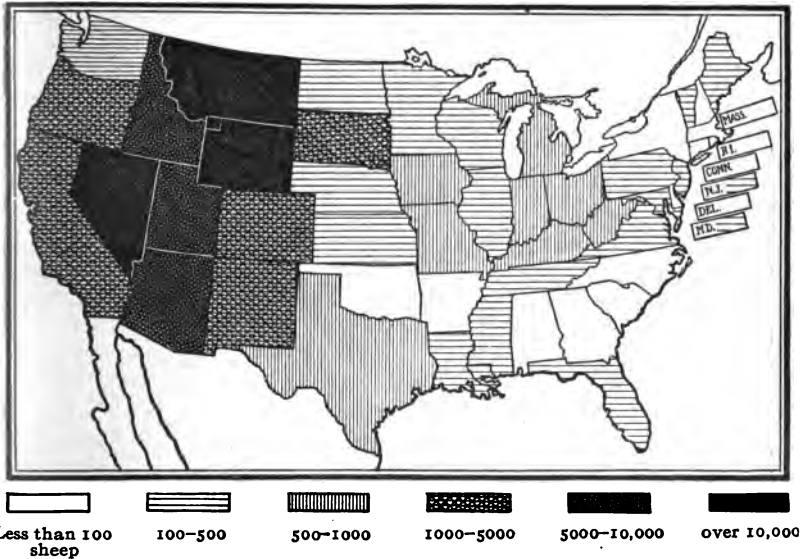 MASS.
R.I.
CONN.
N.J.
DEL.
M.D.
Less than 100
sheep
100-500
500-1000
1000-5000
5000-10,000
over 10,000